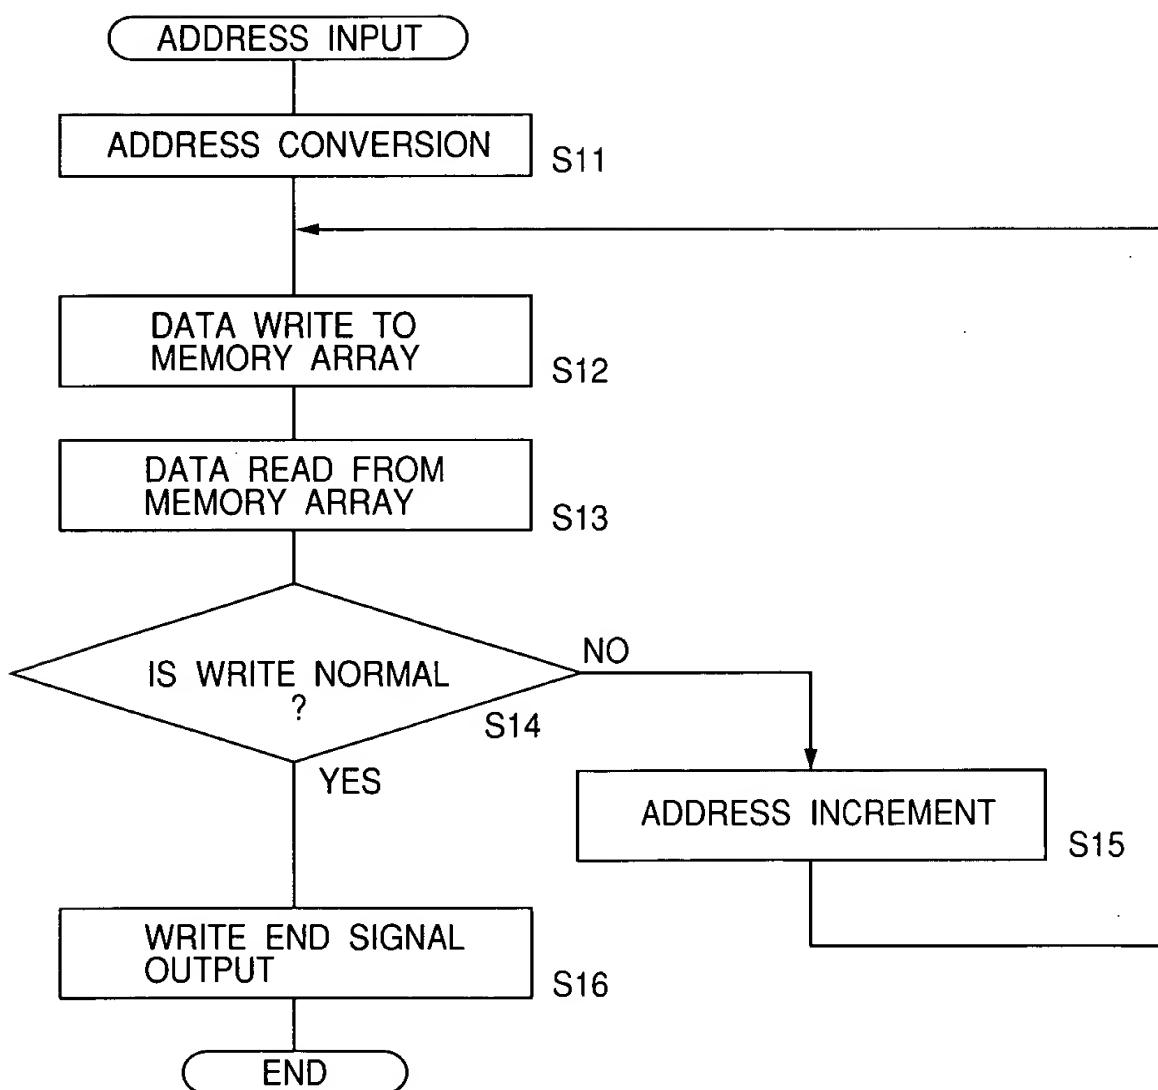 ADDRESS INPUT
ADDRESS CONVERSION
S11
DATA WRITE TO
MEMORY ARRAY
S12
DATA READ FROM
MEMORY ARRAY
S13
IS WRITE NORMAL
?
S14
NO
YES
ADDRESS INCREMENT
S15
WRITE END SIGNAL
OUTPUT
S16
END